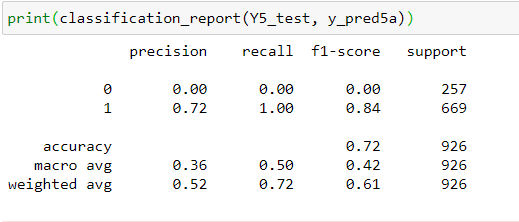 print(classification_report(Y5_test, y_pred5a))
precision recall f1-score support
0 0.00 0.00 0.00 257
1 0.72 1.00 0.84 669
accuracy 0.72 926
macro avg 0.36 0.50 0.42 926
weighted avg 0.52 0.72 0.61 926